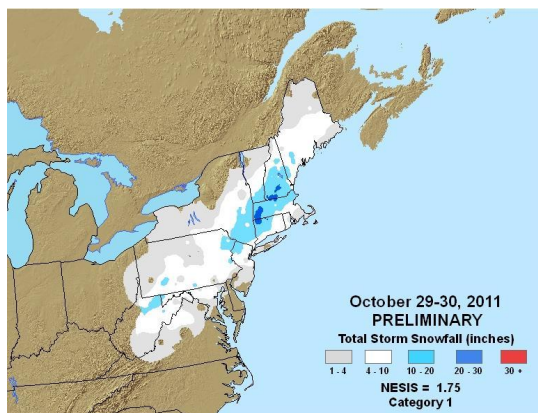 October 29-30, 2011
PRELIMINARY
Total Storm Snowfall (inches)
1 - 4 4 - 10 10 - 20 20 - 30 30 +
NESIS = 1.75
Category 1